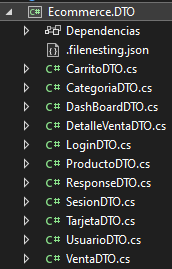 Ecommerce.DTO
Dependencias
.filenesting.json
C# CarritoDTO.cs
C# CategoriaDTO.cs
C# DashBoardDTO.cs
C# DetalleVentaDTO.cs
C# LoginDTO.cs
C# ProductoDTO.cs
C# ResponseDTO.cs
C# SesionDTO.cs
C# TarjetaDTO.cs
C# UsuarioDTO.cs
C# VentaDTO.cs